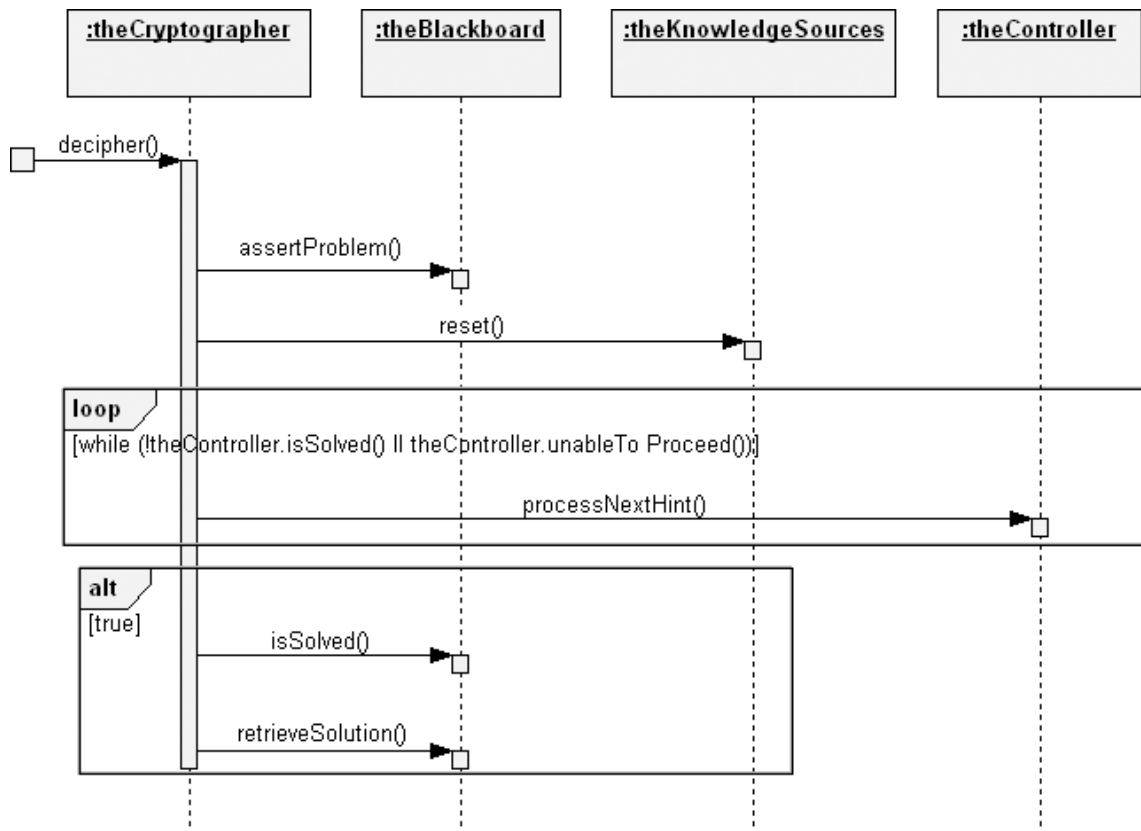 :theCryptographer
:theBlackboard
:theKnowledgeSources
:theController
decipher()
assertProblem()
reset()
loop
[while (!theController.isSolved() || theController.unableTo Proceed());]
processNextHint()
alt
[true]
isSolved()
retrieveSolution()